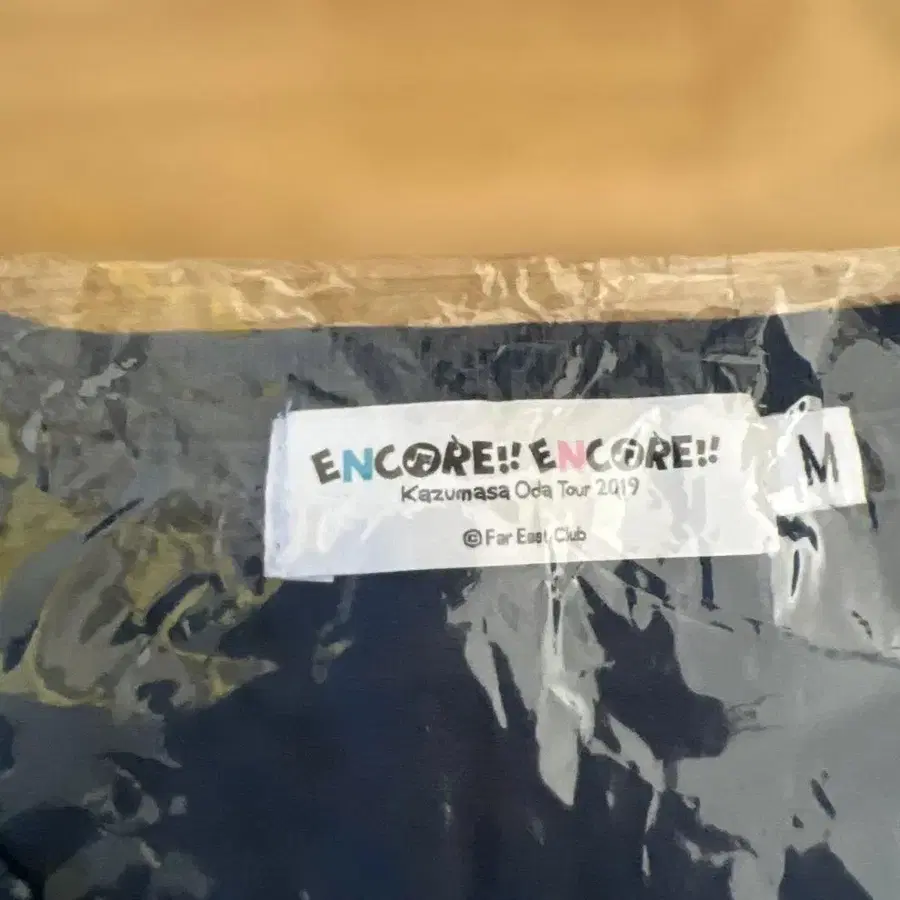 ENCORE!! ENCORE!!
Kazumasa Oda Tour 2019
© Far East Club
M